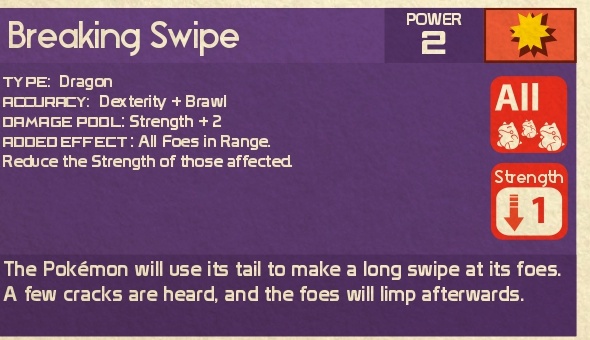 Breaking Swipe
POWER
2
TYPE: Dragon
ACCURACY: Dexterity + Brawl
DAMAGE POOL: Strength + 2
ADDED EFFECT: All Foes in Range.
Reduce the Strength of those affected.
All
Strength
1
The Pokémon will use its tail to make a long swipe at its foes.
A few cracks are heard, and the foes will limp afterwards.